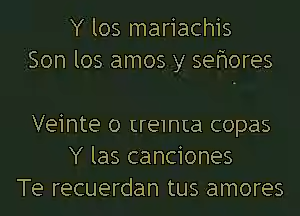 Y los mariachis
Son los amos y señores
Veinte o treinta copas
Y las canciones
Te recuerdan tus amores